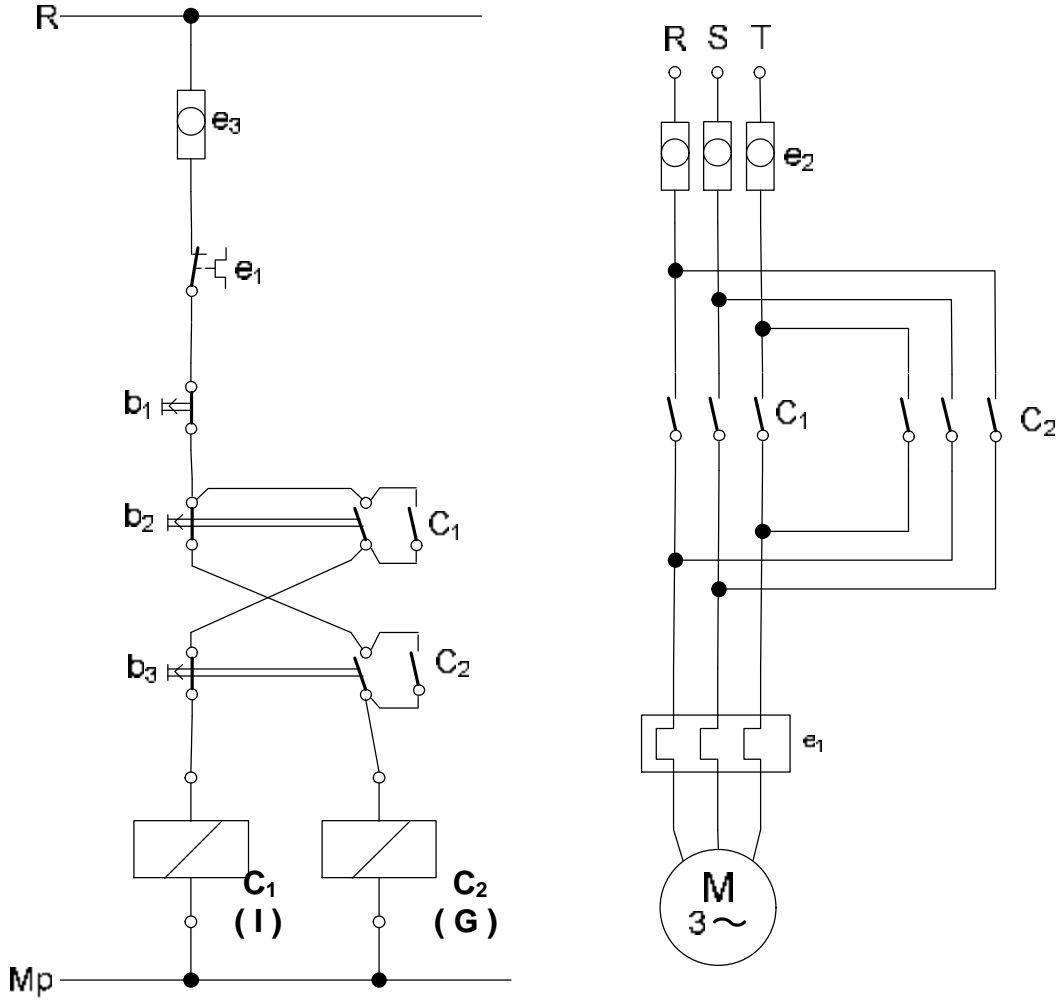 R
e₃
e₁
b₁
b₂
C₁
b₃
C₂
C₁
( I )
C₂
( G )
Mp
R S T
e₂
C₁
C₂
e₁
M
3 ~